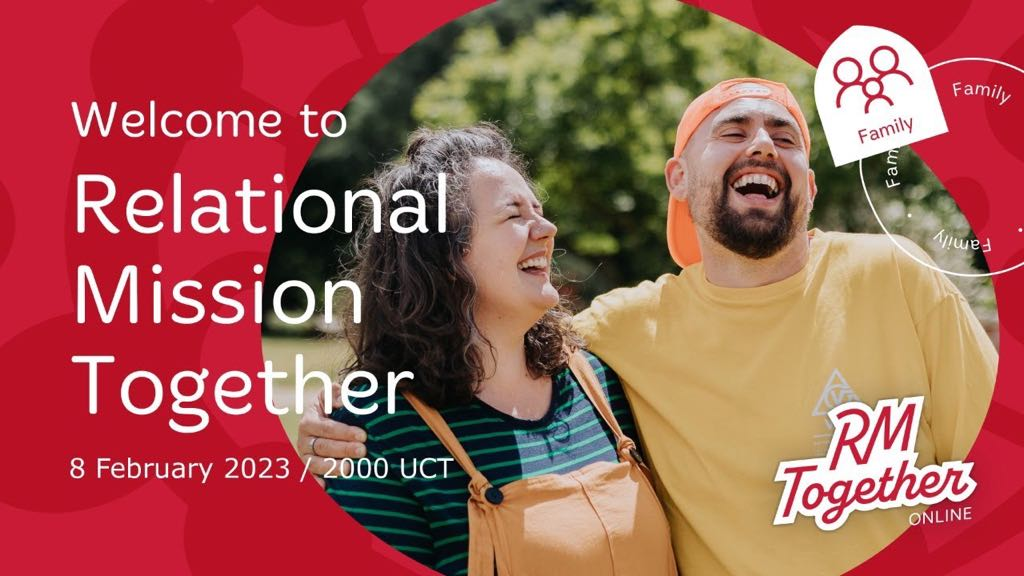 Welcome to
Relational
Mission
Together
8 February 2023 / 2000 UCT
Family
Family
Family
Family
RM
Together
ONLINE